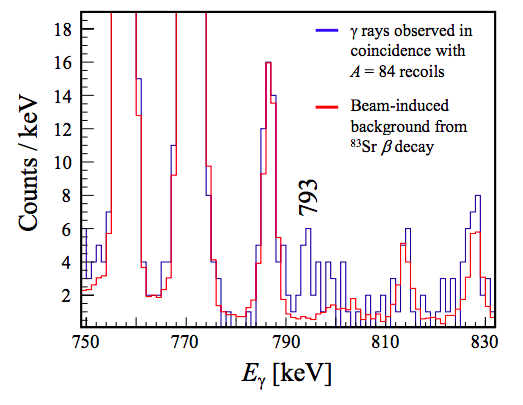 18
16
14
12
10
8
6
4
2
Counts / keV
γ rays observed in
coincidence with
A = 84 recoils
Beam-induced
background from
⁸³Sr β decay
793
750 770 790 810 830
Eγ [keV]